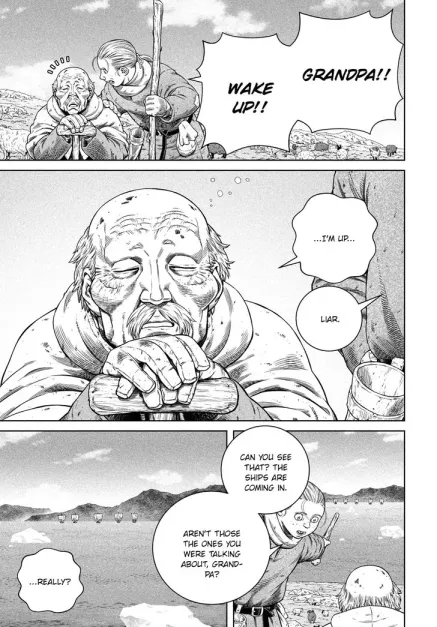 GRANDPA!!
WAKE
UP!!
...I'M UP...
LIAR.
CAN YOU SEE
THAT? THE
SHIPS ARE
COMING IN.
AREN'T THOSE
THE ONES YOU
WERE TALKING
ABOUT, GRAND-
PA?
...REALLY?